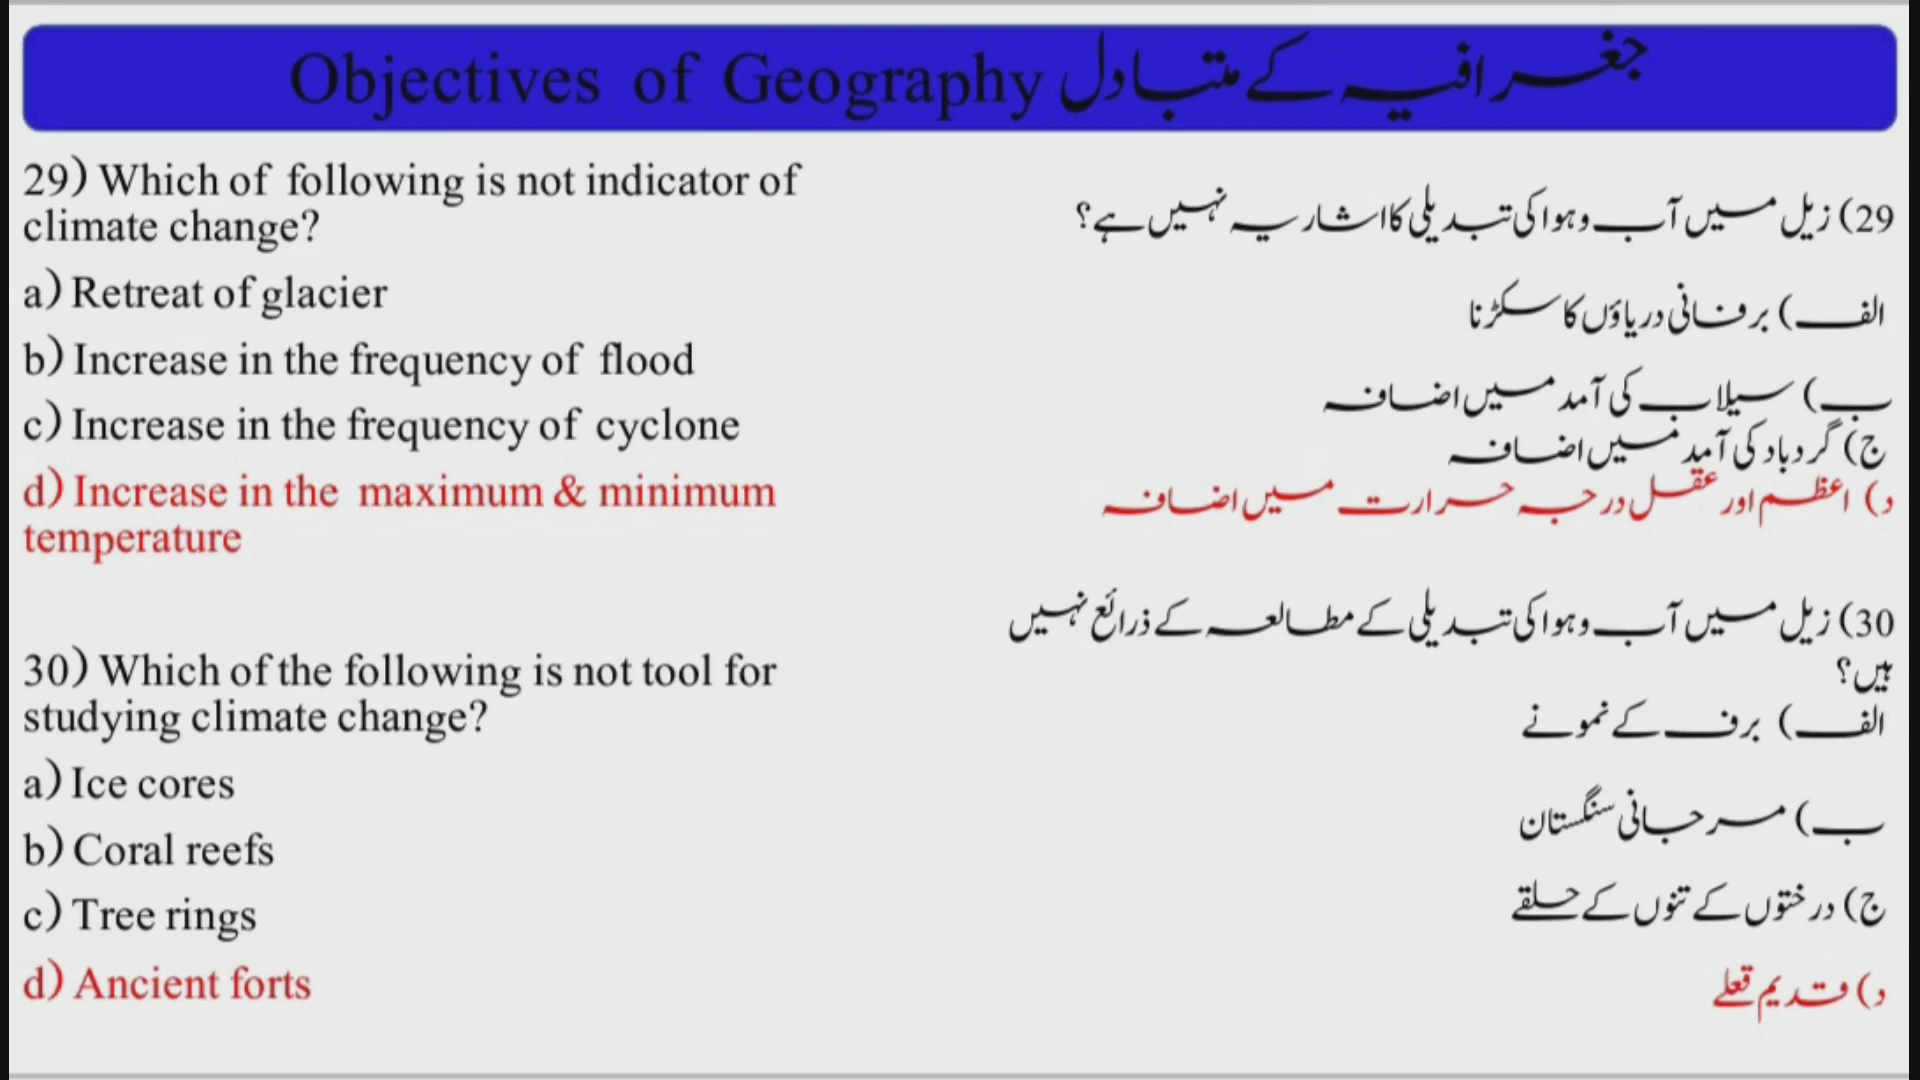 Objectives of Geography جغرافیہ کے متبادل
29) Which of following is not indicator of
climate change?
a) Retreat of glacier
b) Increase in the frequency of flood
c) Increase in the frequency of cyclone
d) Increase in the maximum & minimum
temperature
30) Which of the following is not tool for
studying climate change?
a) Ice cores
b) Coral reefs
c) Tree rings
d) Ancient forts
29) زیل میں آب و ہوا کی تبدیلی کا اشاریہ نہیں ہے؟
الف) برفانی دریاؤں کا سکڑنا
ب) سیلاب کی آمد میں اضافہ
ج) گردباد کی آمد میں اضافہ
د) اعظم اور عقل درجہ حرارت میں اضافہ
30) زیل میں آب و ہوا کی تبدیلی کے مطالعہ کے ذرائع نہیں
ہیں؟
الف) برف کے نمونے
ب) مرجانی سنگستان
ج) درختوں کے تنوں کے حلقے
د) قدیم قعلے